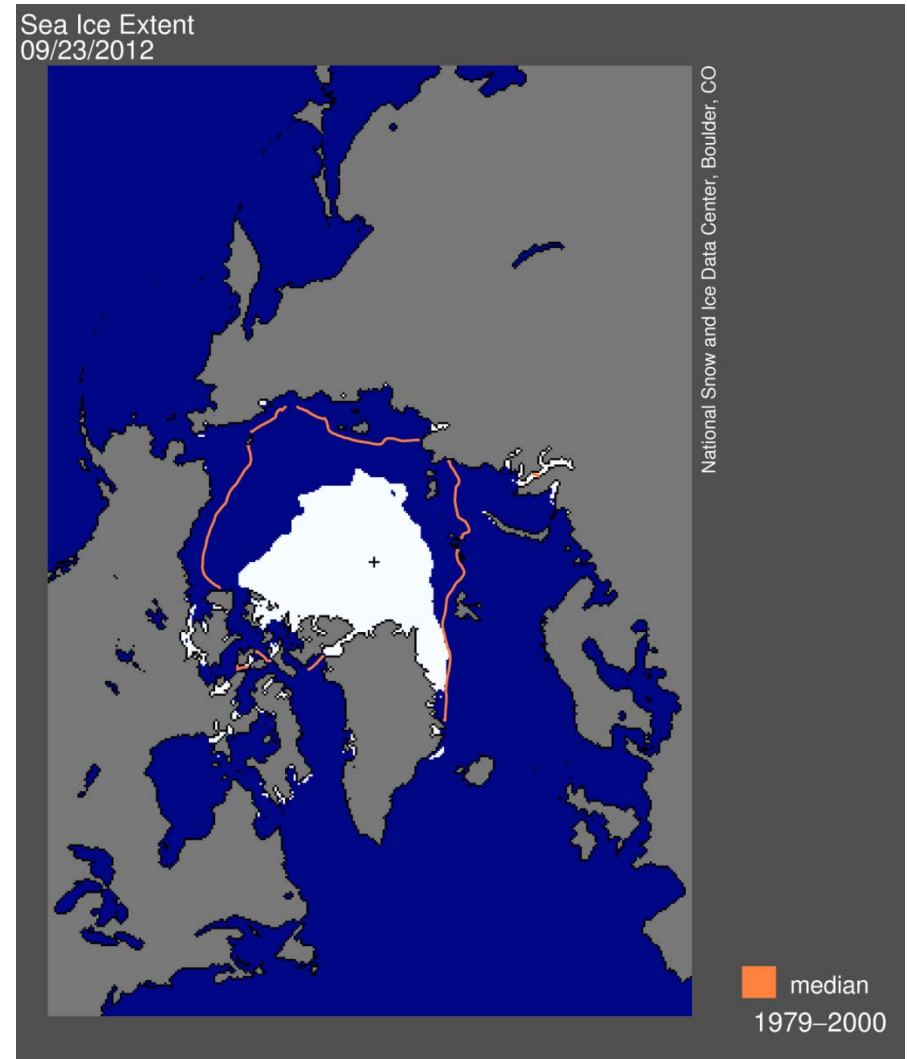 Sea Ice Extent
09/23/2012
National Snow and Ice Data Center, Boulder, CO
median
1979–2000